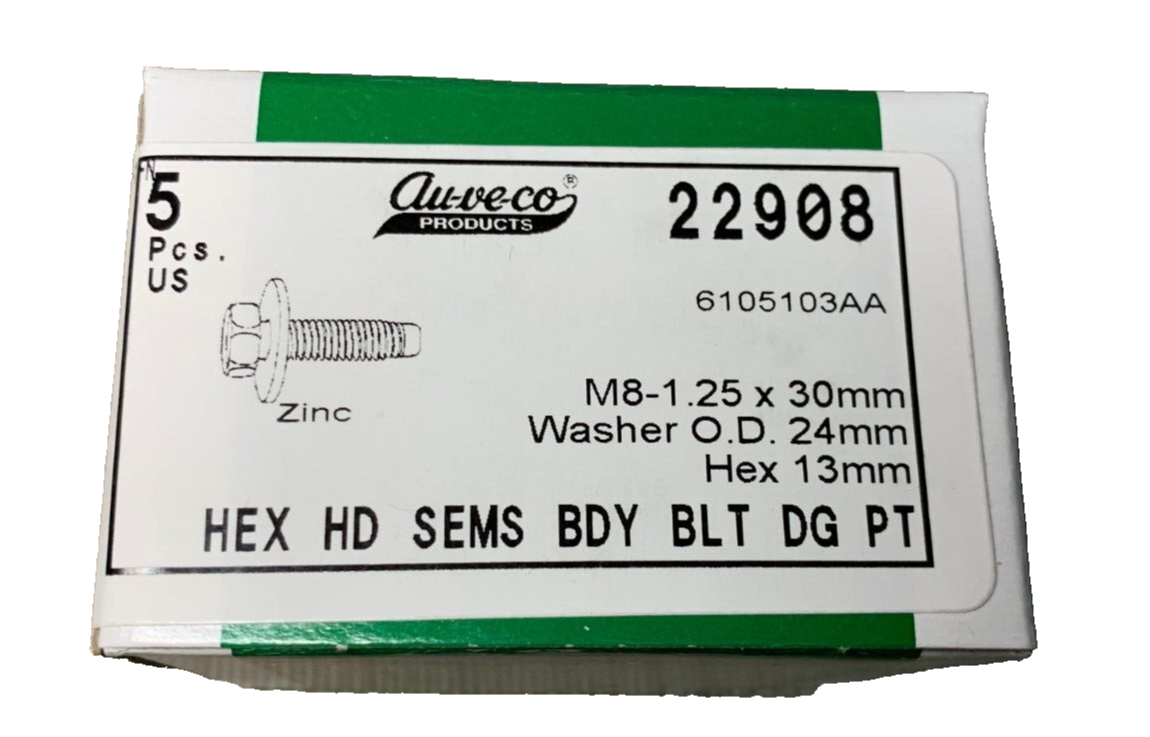 5
Pcs.
US
au-ve-co®
PRODUCTS
22908
6105103AA
Zinc
M8-1.25 x 30mm
Washer O.D. 24mm
Hex 13mm
HEX HD SEMS BDY BLT DG PT